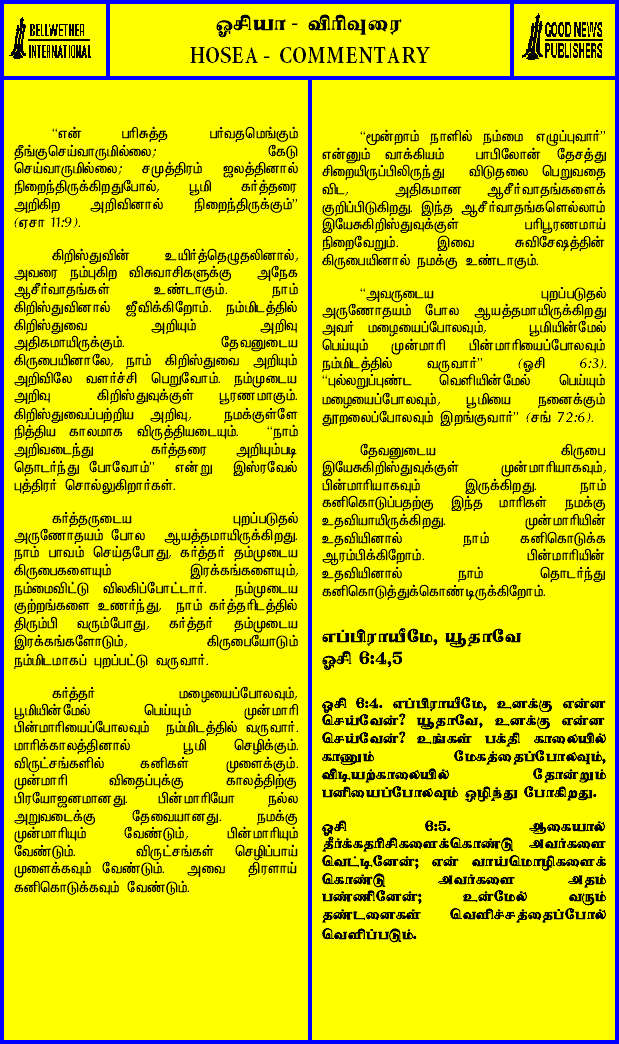 BELLWETHER
INTERNATIONAL
ஓசியா - விரிவுரை
HOSEA - COMMENTARY
GOOD NEWS
PUBLISHERS
“என் பரிசுத்த பர்வதமெங்கும்
தீங்குசெய்வாருமில்லை; கேடு
செய்வாருமில்லை; சமுத்திரம் ஜலத்தினால்
நிறைந்திருக்கிறதுபோல், பூமி கர்த்தரை
அறிகிற அறிவினால் நிறைந்திருக்கும்”
(ஏசா 11:9).
கிறிஸ்துவின் உயிர்த்தெழுதலினால்,
அவரை நம்புகிற விசுவாசிகளுக்கு அநேக
ஆசீர்வாதங்கள் உண்டாகும். நாம்
கிறிஸ்துவினால் ஜீவிக்கிறோம். நம்மிடத்தில்
கிறிஸ்துவை அறியும் அறிவு
அதிகமாயிருக்கும். தேவனுடைய
கிருபையினாலே, நாம் கிறிஸ்துவை அறியும்
அறிவிலே வளர்ச்சி பெறுவோம். நம்முடைய
அறிவு கிறிஸ்துவுக்குள் பூரணமாகும்.
கிறிஸ்துவைப்பற்றிய அறிவு, நமக்குள்ளே
நித்திய காலமாக விருத்தியடையும். “நாம்
அறிவடைந்து கர்த்தரை அறியும்படி
தொடர்ந்து போவோம்” என்று இஸ்ரவேல்
புத்திரர் சொல்லுகிறார்கள்.
கர்த்தருடைய புறப்படுதல்
அருணோதயம் போல ஆயத்தமாயிருக்கிறது.
நாம் பாவம் செய்தபோது, கர்த்தர் தம்முடைய
கிருபைகளையும் இரக்கங்களையும்,
நம்மைவிட்டு விலகிப்போட்டார். நம்முடைய
குற்றங்களை உணர்ந்து, நாம் கர்த்தரிடத்தில்
திரும்பி வரும்போது, கர்த்தர் தம்முடைய
இரக்கங்களோடும், கிருபையோடும்
நம்மிடமாகப் புறப்பட்டு வருவார்.
கர்த்தர் மழையைப்போலவும்,
பூமியின்மேல் பெய்யும் முன்மாரி
பின்மாரியைப்போலவும் நம்மிடத்தில் வருவார்.
மாரிக்காலத்தினால் பூமி செழிக்கும்.
விருட்சங்களில் கனிகள் முளைக்கும்.
முன்மாரி விதைப்புக்கு காலத்திற்கு
பிரயோஜனமானது. பின்மாரியோ நல்ல
அறுவடைக்கு தேவையானது. நமக்கு
முன்மாரியும் வேண்டும், பின்மாரியும்
வேண்டும். விருட்சங்கள் செழிப்பாய்
முளைக்கவும் வேண்டும். அவை திரளாய்
கனிகொடுக்கவும் வேண்டும்.
“மூன்றாம் நாளில் நம்மை எழுப்புவார்”
என்னும் வாக்கியம் பாபிலோன் தேசத்து
சிறையிருப்பிலிருந்து விடுதலை பெறுவதை
விட, அதிகமான ஆசீர்வாதங்களைக்
குறிப்பிடுகிறது. இந்த ஆசீர்வாதங்களெல்லாம்
இயேசுகிறிஸ்துவுக்குள் பரிபூரணமாய்
நிறைவேறும். இவை சுவிசேஷத்தின்
கிருபையினால் நமக்கு உண்டாகும்.
“அவருடைய புறப்படுதல்
அருணோதயம் போல ஆயத்தமாயிருக்கிறது
அவர் மழையைப்போலவும், பூமியின்மேல்
பெய்யும் முன்மாரி பின்மாரியைப்போலவும்
நம்மிடத்தில் வருவார்” (ஓசி 6:3).
“புல்லறுப்புண்ட வெளியின்மேல் பெய்யும்
மழையைப்போலவும், பூமியை நனைக்கும்
தூறலைப்போலவும் இறங்குவார்” (சங் 72:6).
தேவனுடைய கிருபை
இயேசுகிறிஸ்துவுக்குள் முன்மாரியாகவும்,
பின்மாரியாகவும் இருக்கிறது. நாம்
கனிகொடுப்பதற்கு இந்த மாரிகள் நமக்கு
உதவியாயிருக்கிறது. முன்மாரியின்
உதவியினால் நாம் கனிகொடுக்க
ஆரம்பிக்கிறோம். பின்மாரியின்
உதவியினால் நாம் தொடர்ந்து
கனிகொடுத்துக்கொண்டிருக்கிறோம்.
எப்பிராயீமே, யூதாவே
ஓசி 6:4,5
ஓசி 6:4. எப்பிராயீமே, உனக்கு என்ன
செய்வேன்? யூதாவே, உனக்கு என்ன
செய்வேன்? உங்கள் பக்தி காலையில்
காணும் மேகத்தைப்போலவும்,
விடியற்காலையில் தோன்றும்
பனியைப்போலவும் ஒழிந்து போகிறது.
ஓசி 6:5. ஆகையால்
தீர்க்கதரிசிகளைக்கொண்டு அவர்களை
வெட்டினேன்; என் வாய்மொழிகளைக்
கொண்டு அவர்களை அதம்
பண்ணினேன்; உன்மேல் வரும்
தண்டனைகள் வெளிச்சத்தைப்போல்
வெளிப்படும்.